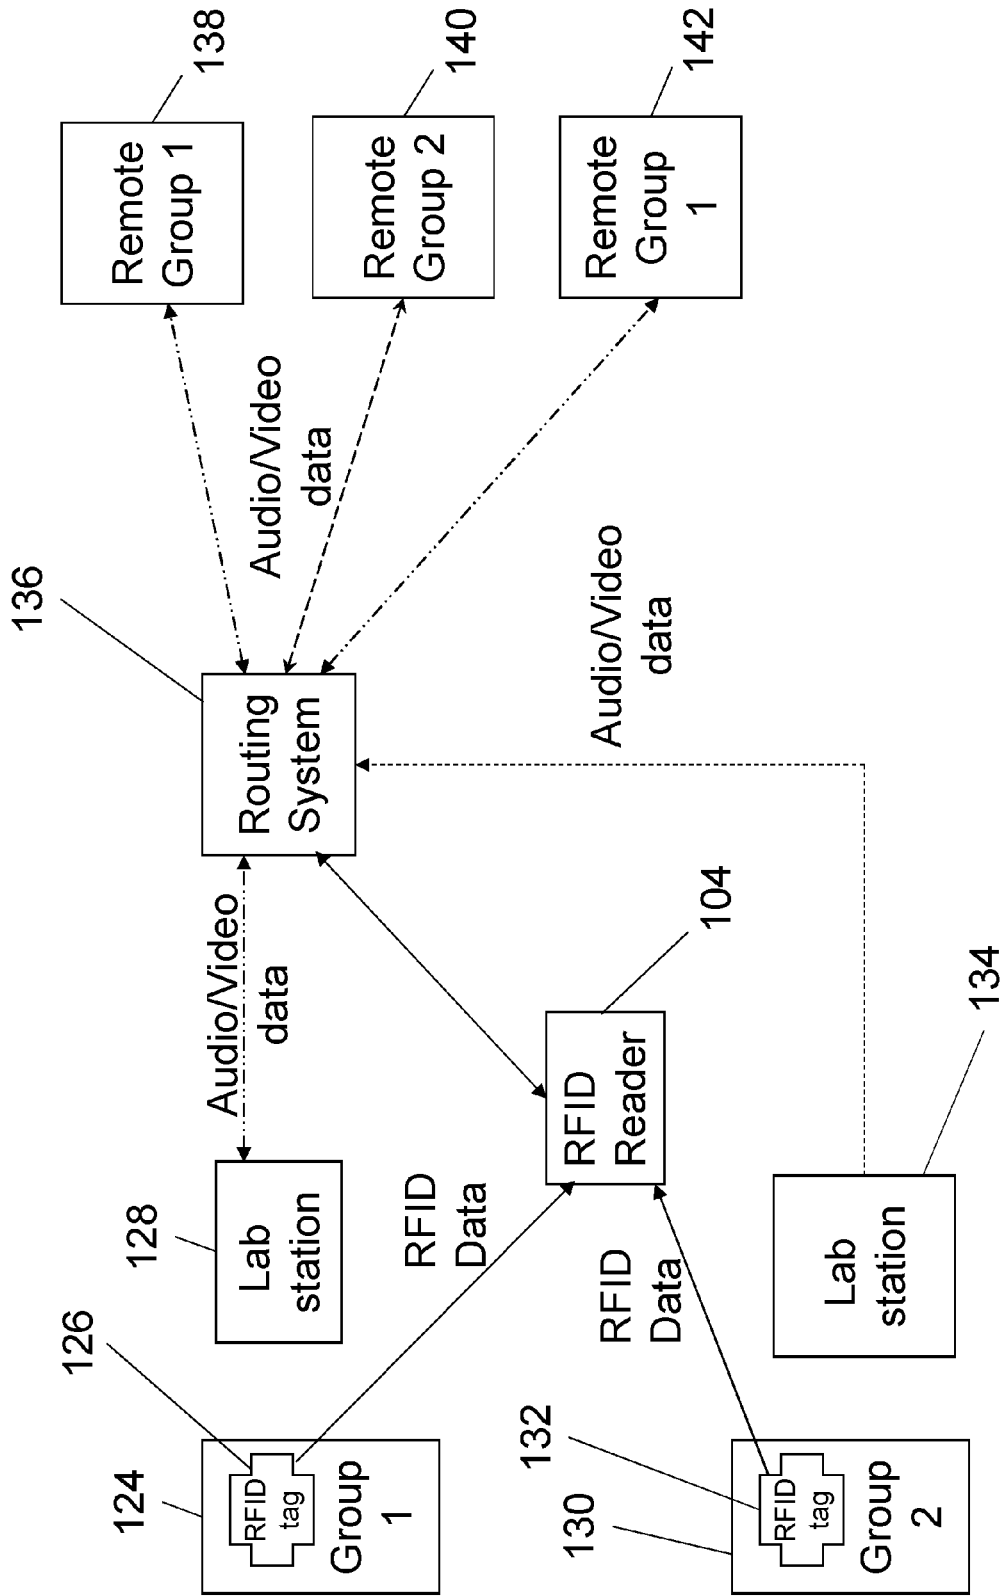 124
126
RFID
tag
Group
1
128
Lab
station
Audio/Video
data
136
Routing
System
138
Remote
Group 1
Audio/Video
data
140
Remote
Group 2
142
Remote
Group
1
RFID
Data
104
RFID
Reader
RFID
Data
130
132
RFID
tag
Group
2
134
Lab
station
Audio/Video
data